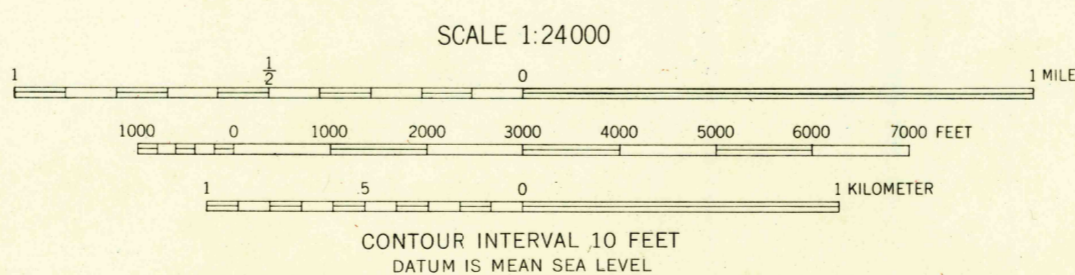 SCALE 1:24000
1 1/2 0 1 MILE
1000 0 1000 2000 3000 4000 5000 6000 7000 FEET
1 .5 0 1 KILOMETER
CONTOUR INTERVAL 10 FEET
DATUM IS MEAN SEA LEVEL